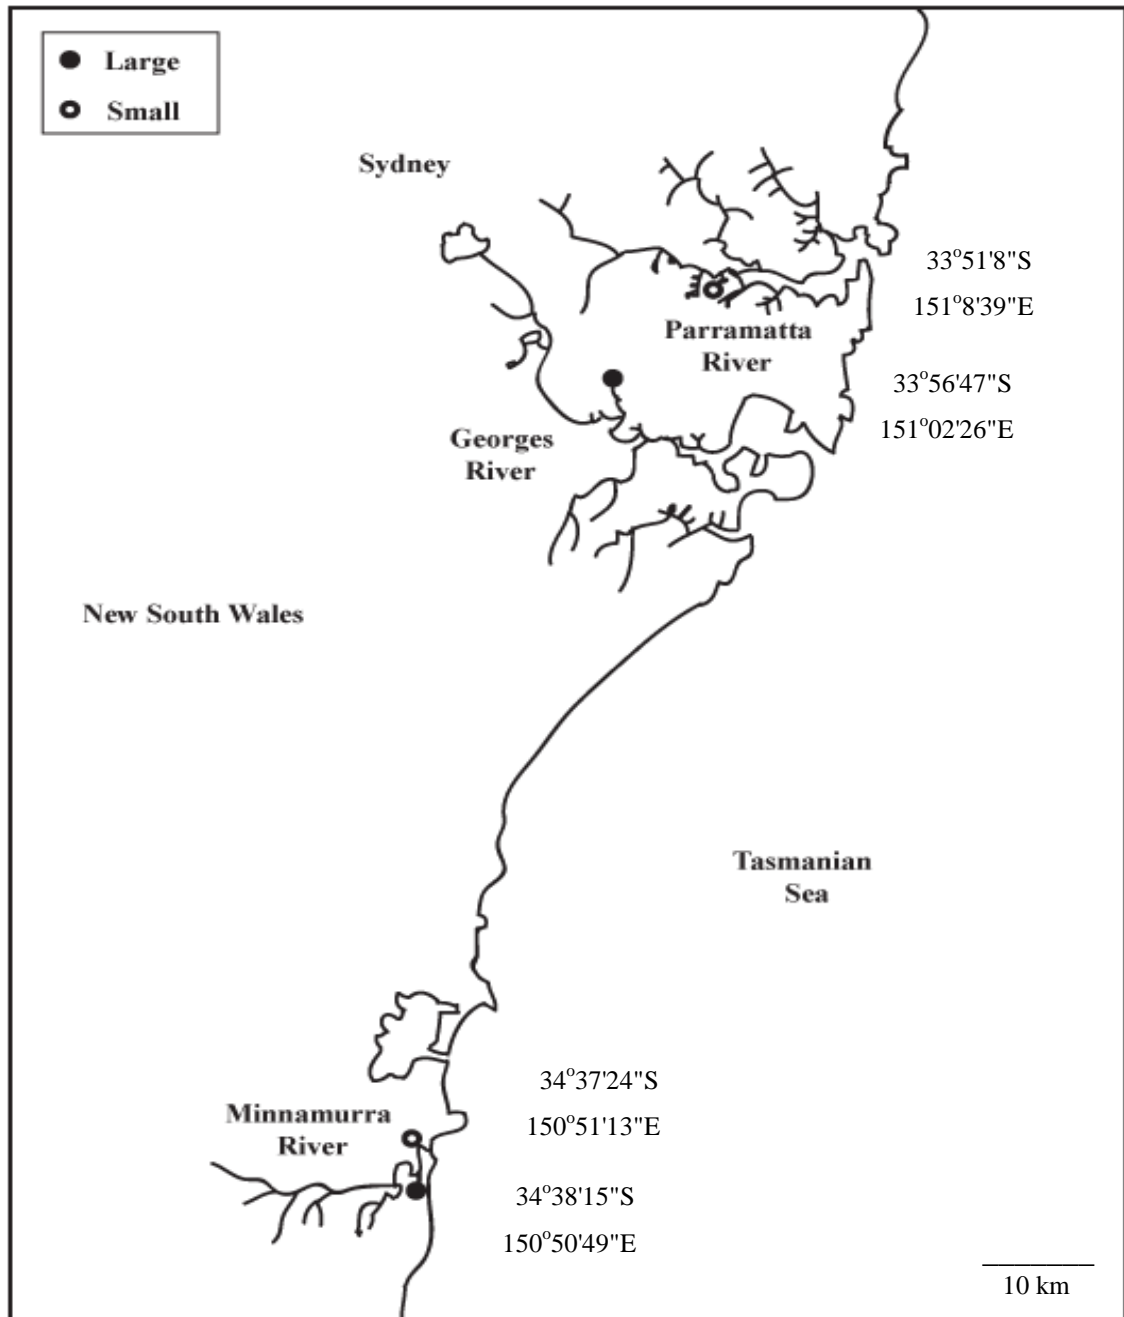 Large
Small
Sydney
33°51'8"S
151°8'39"E
Parramatta
River
33°56'47"S
151°02'26"E
Georges
River
New South Wales
Tasmanian
Sea
34°37'24"S
150°51'13"E
Minnamurra
River
34°38'15"S
150°50'49"E
10 km